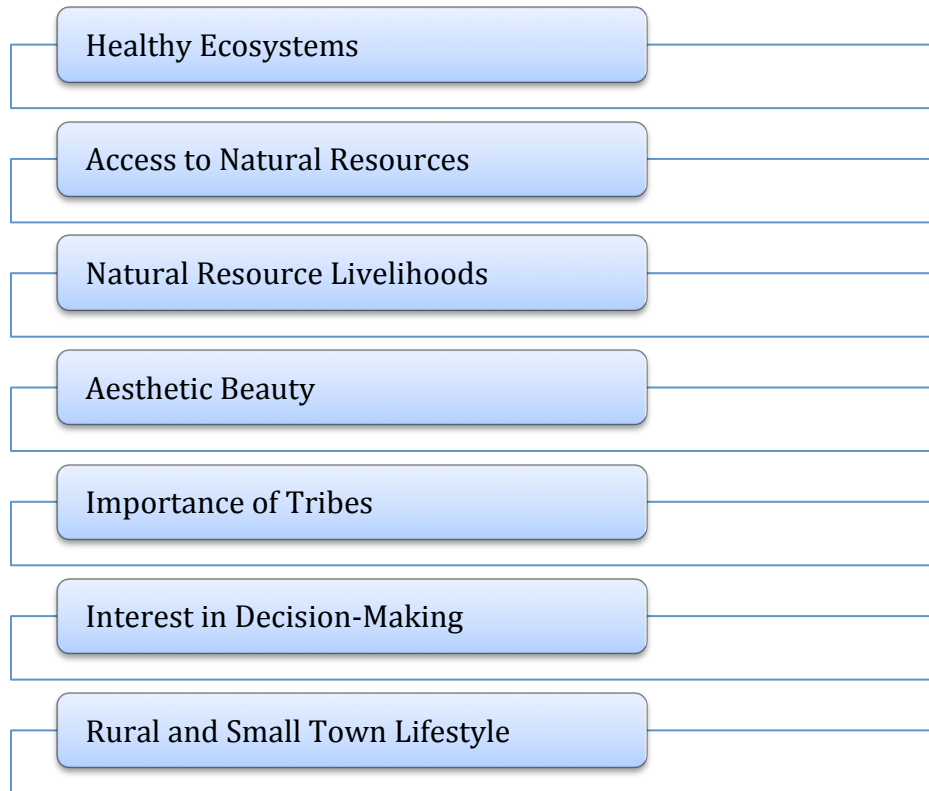 Healthy Ecosystems
Access to Natural Resources
Natural Resource Livelihoods
Aesthetic Beauty
Importance of Tribes
Interest in Decision-Making
Rural and Small Town Lifestyle